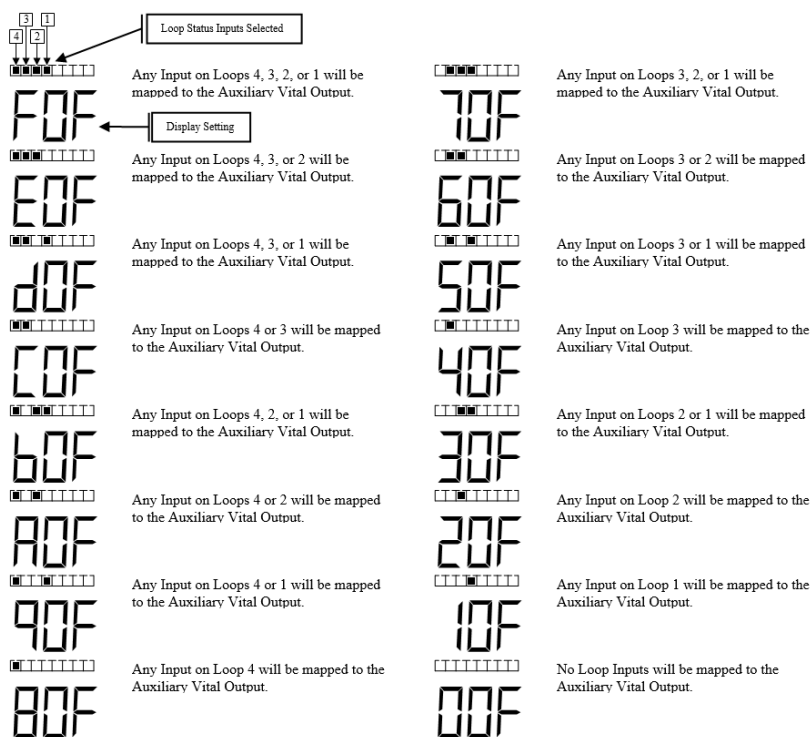 3 1
4 2
Loop Status Inputs Selected
Any Input on Loops 4, 3, 2, or 1 will be
mapped to the Auxiliary Vital Output.
F0F
Display Setting
Any Input on Loops 4, 3, or 2 will be
mapped to the Auxiliary Vital Output.
E0F
Any Input on Loops 4, 3, or 1 will be
mapped to the Auxiliary Vital Output.
d0F
Any Input on Loops 4 or 3 will be mapped
to the Auxiliary Vital Output.
C0F
Any Input on Loops 4, 2, or 1 will be
mapped to the Auxiliary Vital Output.
b0F
Any Input on Loops 4 or 2 will be mapped
to the Auxiliary Vital Output.
A0F
Any Input on Loops 4 or 1 will be mapped
to the Auxiliary Vital Output.
90F
Any Input on Loop 4 will be mapped to the
Auxiliary Vital Output.
80F
Any Input on Loops 3, 2, or 1 will be
mapped to the Auxiliary Vital Output.
70F
Any Input on Loops 3 or 2 will be mapped
to the Auxiliary Vital Output.
60F
Any Input on Loops 3 or 1 will be mapped
to the Auxiliary Vital Output.
50F
Any Input on Loop 3 will be mapped to the
Auxiliary Vital Output.
40F
Any Input on Loops 2 or 1 will be mapped
to the Auxiliary Vital Output.
30F
Any Input on Loop 2 will be mapped to the
Auxiliary Vital Output.
20F
Any Input on Loop 1 will be mapped to the
Auxiliary Vital Output.
10F
No Loop Inputs will be mapped to the
Auxiliary Vital Output.
00F